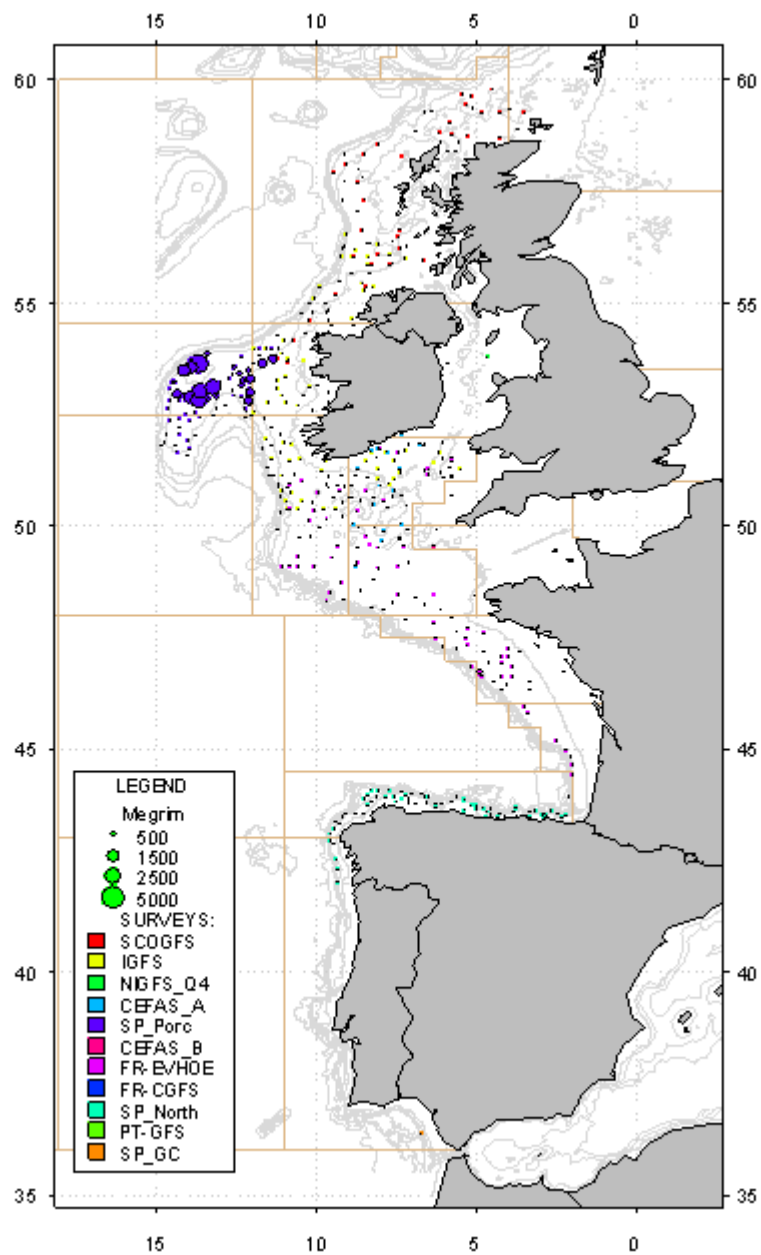 15 10 5 0
60 60
55 55
50 50
45 45
LEGEND
Megrim
500
1500
2500
5000
SURVEYS:
SCOGFS
IGFS
NIGFS_Q4
CEFAS_A
SP_Porc
CEFAS_B
FR-EVHOE
FR-CGFS
SP_North
PT-GFS
SP_GC
40 40
35 35
15 10 5 0